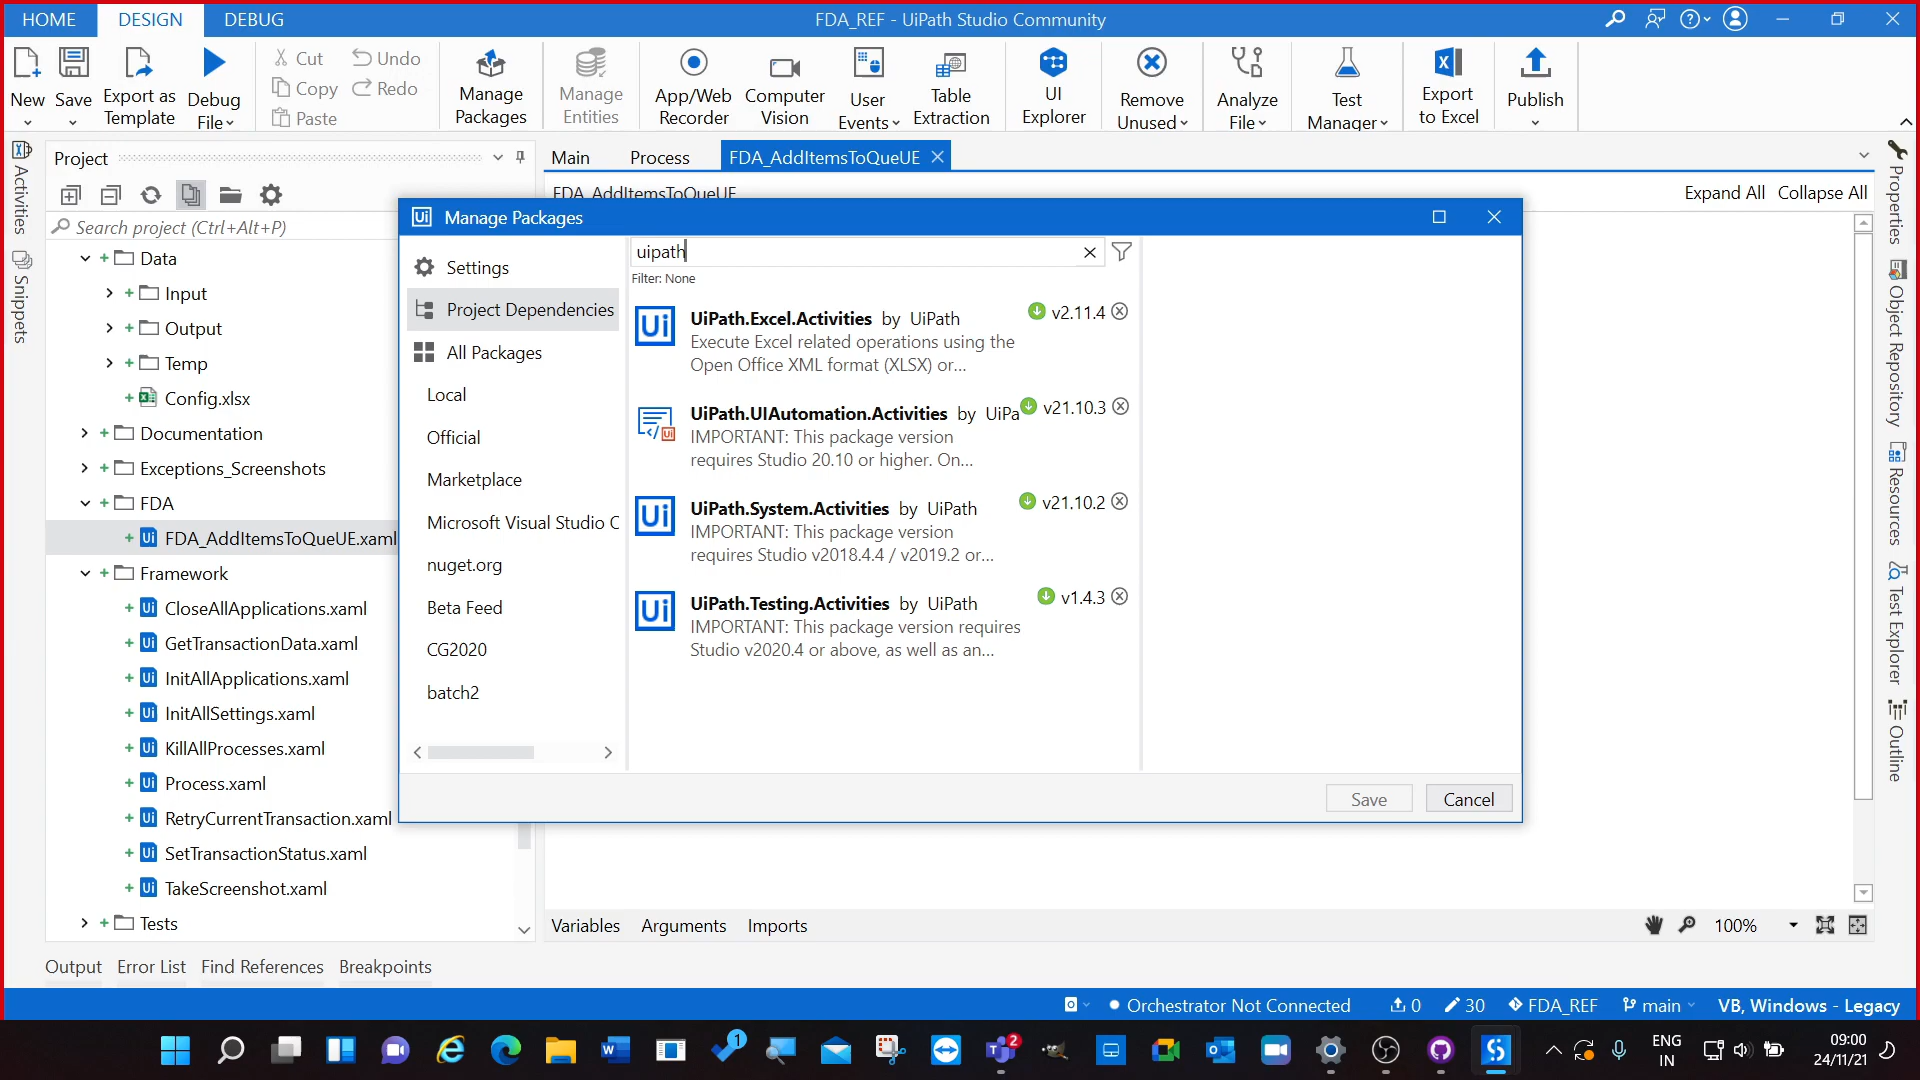 HOME
DESIGN
DEBUG
FDA_REF - UiPath Studio Community
New
Save
Export as Template
Debug File
Cut
Copy
Paste
Undo
Redo
Manage Packages
Manage Entities
App/Web Recorder
Computer Vision
User Events
Table Extraction
UI Explorer
Remove Unused
Analyze File
Test Manager
Export to Excel
Publish
Activities
Snippets
Project
Search project (Ctrl+Alt+P)
Data
Input
Output
Temp
Config.xlsx
Documentation
Exceptions_Screenshots
FDA
FDA_AddItemsToQueUE.xaml
Framework
CloseAllApplications.xaml
GetTransactionData.xaml
InitAllApplications.xaml
InitAllSettings.xaml
KillAllProcesses.xaml
Process.xaml
RetryCurrentTransaction.xaml
SetTransactionStatus.xaml
TakeScreenshot.xaml
Tests
Main
Process
FDA_AddItemsToQueUE
FDA_AddItemsToQueUE
Expand All
Collapse All
Manage Packages
Settings
Project Dependencies
All Packages
Local
Official
Marketplace
Microsoft Visual Studio C
nuget.org
Beta Feed
CG2020
batch2
uipath
Filter: None
UiPath.Excel.Activities by UiPath v2.11.4
Execute Excel related operations using the
Open Office XML format (XLSX) or...
UiPath.UIAutomation.Activities by UiPa v21.10.3
IMPORTANT: This package version
requires Studio 20.10 or higher. On...
UiPath.System.Activities by UiPath v21.10.2
IMPORTANT: This package version
requires Studio v2018.4.4 / v2019.2 or...
UiPath.Testing.Activities by UiPath v1.4.3
IMPORTANT: This package version requires
Studio v2020.4 or above, as well as an...
Save
Cancel
Properties
Object Repository
Resources
Test Explorer
Outline
Variables
Arguments
Imports
100%
Output
Error List
Find References
Breakpoints
Orchestrator Not Connected
0
30
FDA_REF
main
VB, Windows - Legacy
1
2
ENG
IN
09:00
24/11/21